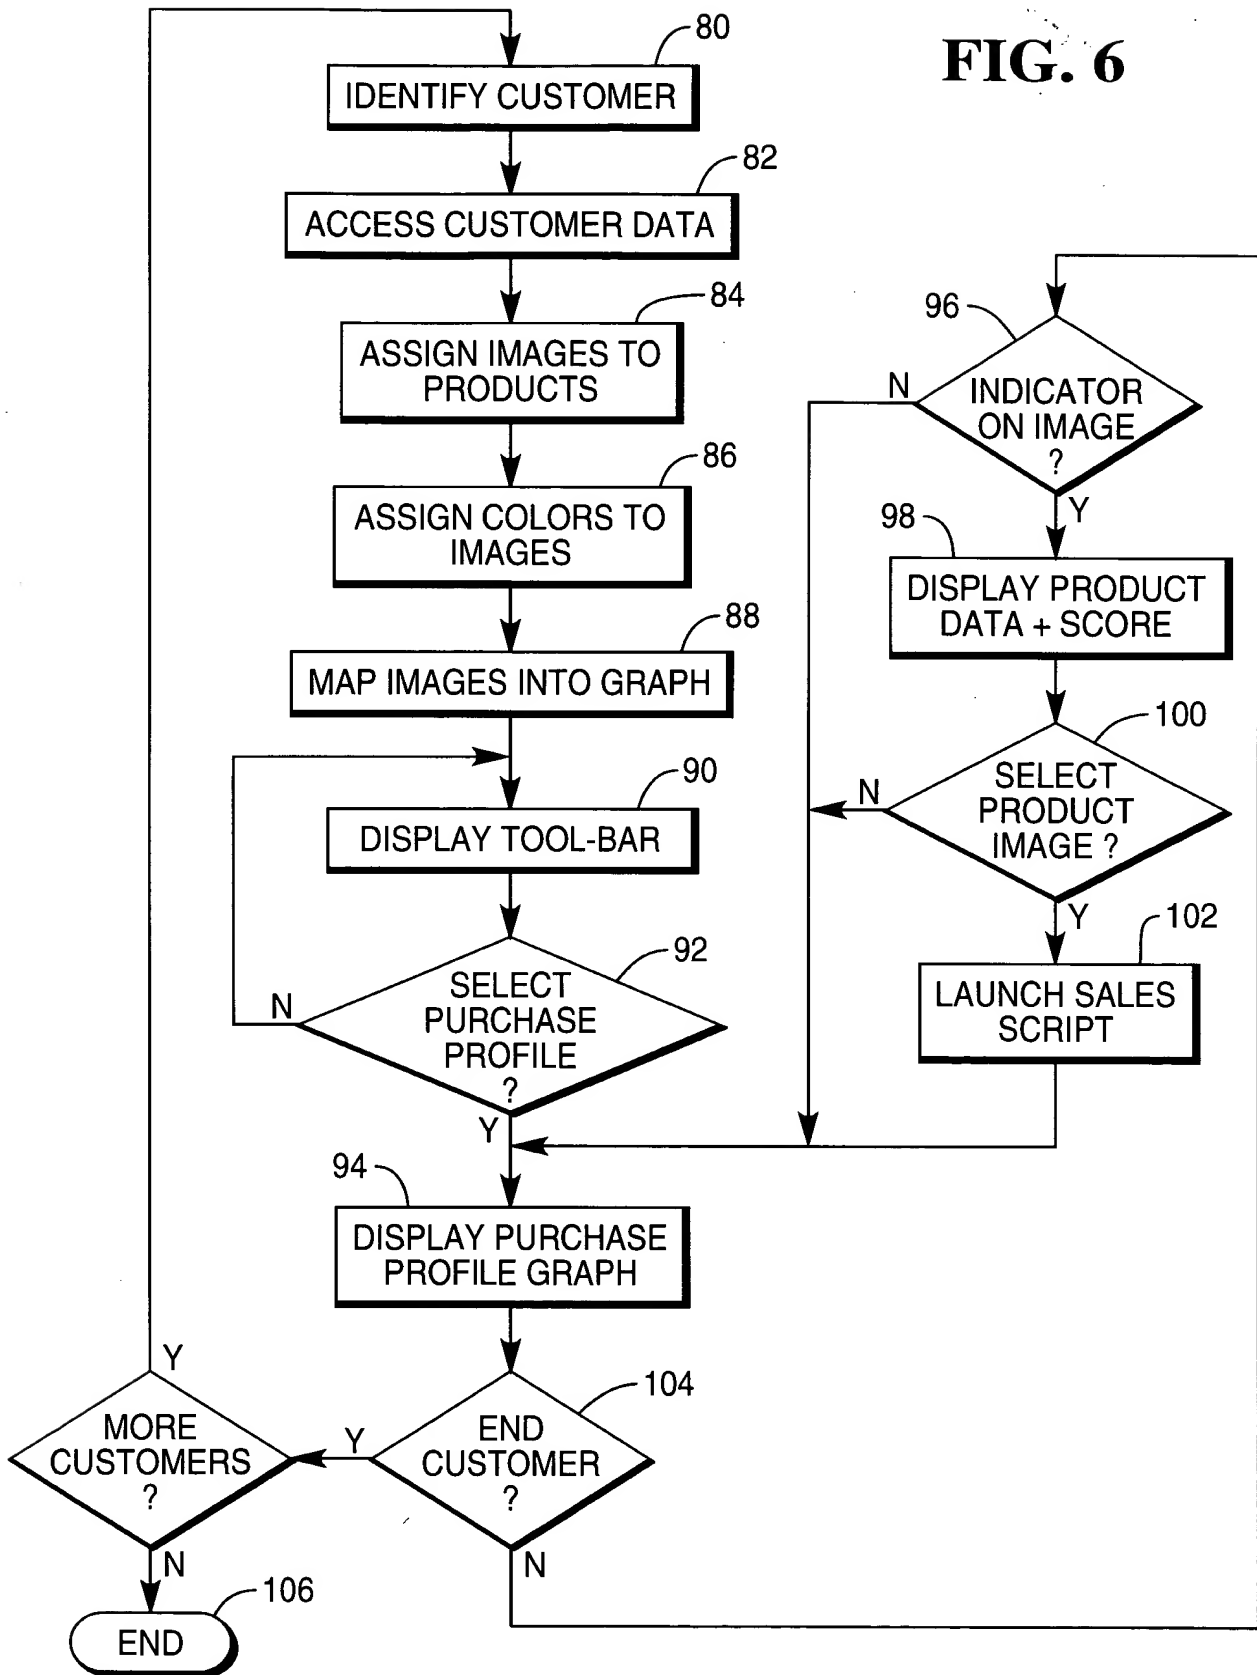 FIG. 6
80
IDENTIFY CUSTOMER
82
ACCESS CUSTOMER DATA
84
ASSIGN IMAGES TO
PRODUCTS
86
ASSIGN COLORS TO
IMAGES
88
MAP IMAGES INTO GRAPH
90
DISPLAY TOOL-BAR
92
SELECT
PURCHASE
PROFILE
?
N
Y
94
DISPLAY PURCHASE
PROFILE GRAPH
104
END
CUSTOMER
?
Y
N
MORE
CUSTOMERS
?
Y
N
106
END
96
INDICATOR
ON IMAGE
?
N
Y
98
DISPLAY PRODUCT
DATA + SCORE
100
SELECT
PRODUCT
IMAGE ?
N
Y
102
LAUNCH SALES
SCRIPT